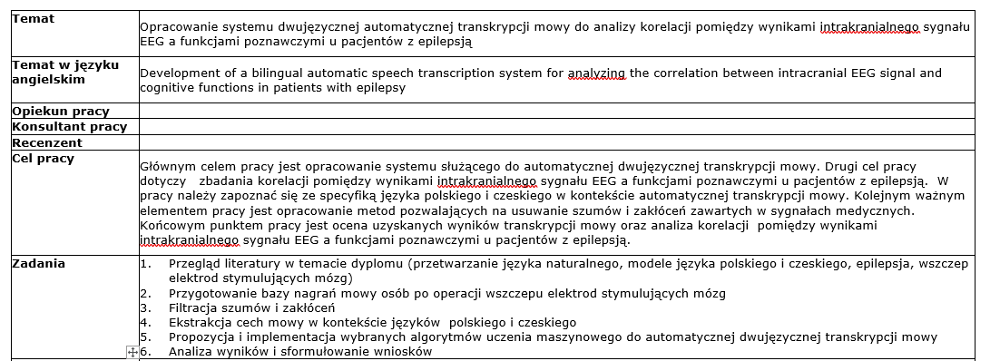 Temat
Opracowanie systemu dwujęzycznej automatycznej transkrypcji mowy do analizy korelacji pomiędzy wynikami intrakranialnego sygnału
EEG a funkcjami poznawczymi u pacjentów z epilepsją
Temat w języku
angielskim
Development of a bilingual automatic speech transcription system for analyzing the correlation between intracranial EEG signal and
cognitive functions in patients with epilepsy
Opiekun pracy
Konsultant pracy
Recenzent
Cel pracy
Głównym celem pracy jest opracowanie systemu służącego do automatycznej dwujęzycznej transkrypcji mowy. Drugi cel pracy
dotyczy zbadania korelacji pomiędzy wynikami intrakranialnego sygnału EEG a funkcjami poznawczymi u pacjentów z epilepsją. W
pracy należy zapoznać się ze specyfiką języka polskiego i czeskiego w kontekście automatycznej transkrypcji mowy. Kolejnym ważnym
elementem pracy jest opracowanie metod pozwalających na usuwanie szumów i zakłóceń zawartych w sygnałach medycznych.
Końcowym punktem pracy jest ocena uzyskanych wyników transkrypcji mowy oraz analiza korelacji pomiędzy wynikami
intrakranialnego sygnału EEG a funkcjami poznawczymi u pacjentów z epilepsją.
Zadania
1. Przegląd literatury w temacie dyplomu (przetwarzanie języka naturalnego, modele języka polskiego i czeskiego, epilepsja, wszczep
elektrod stymulujących mózg)
2. Przygotowanie bazy nagrań mowy osób po operacji wszczepu elektrod stymulujących mózg
3. Filtracja szumów i zakłóceń
4. Ekstrakcja cech mowy w kontekście języków polskiego i czeskiego
5. Propozycja i implementacja wybranych algorytmów uczenia maszynowego do automatycznej dwujęzycznej transkrypcji mowy
6. Analiza wyników i sformułowanie wniosków